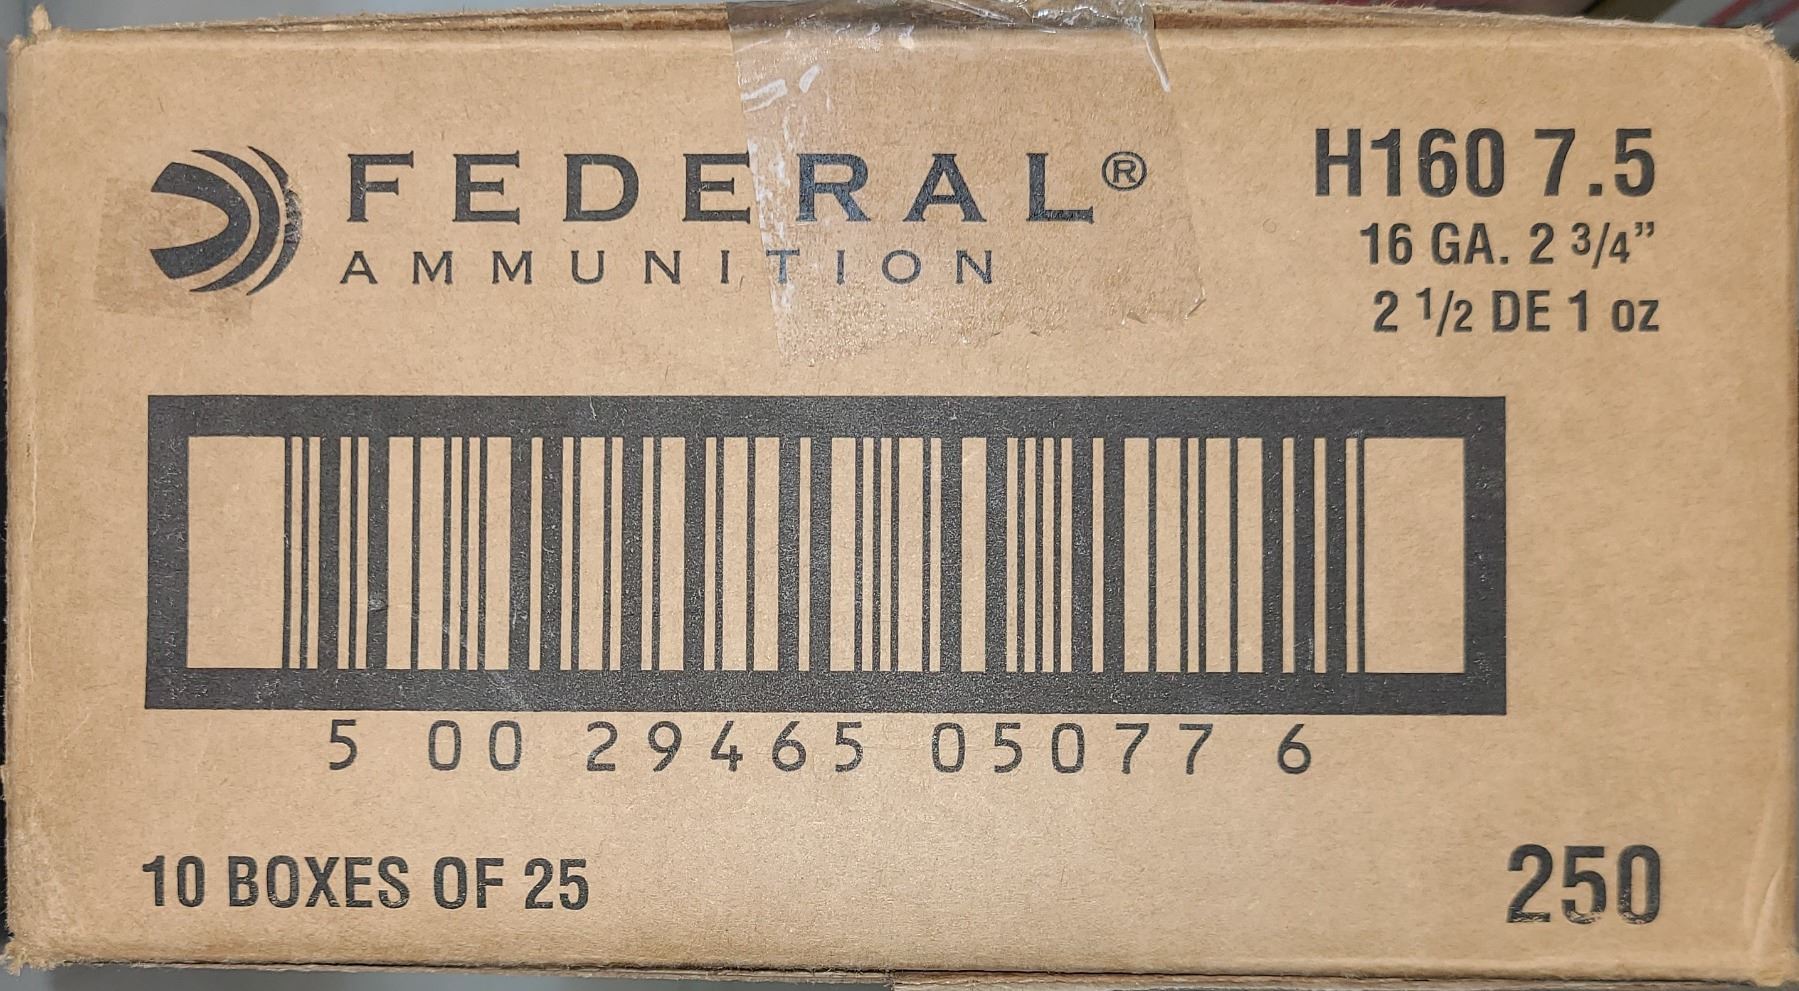 FEDERAL®
AMMUNITION
H160 7.5
16 GA. 2 3/4”
2 1/2 DE 1 oz
5 00 29465 05077 6
10 BOXES OF 25
250